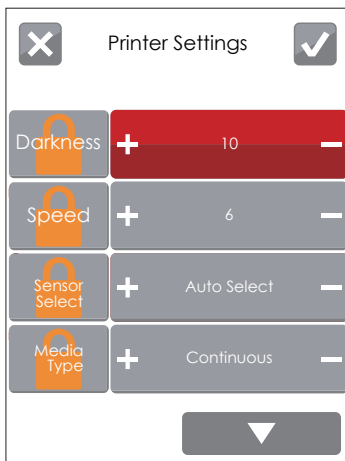 Printer Settings
Darkness + 10 −
Speed + 6 −
Sensor
Select + Auto Select −
Media
Type + Continuous −